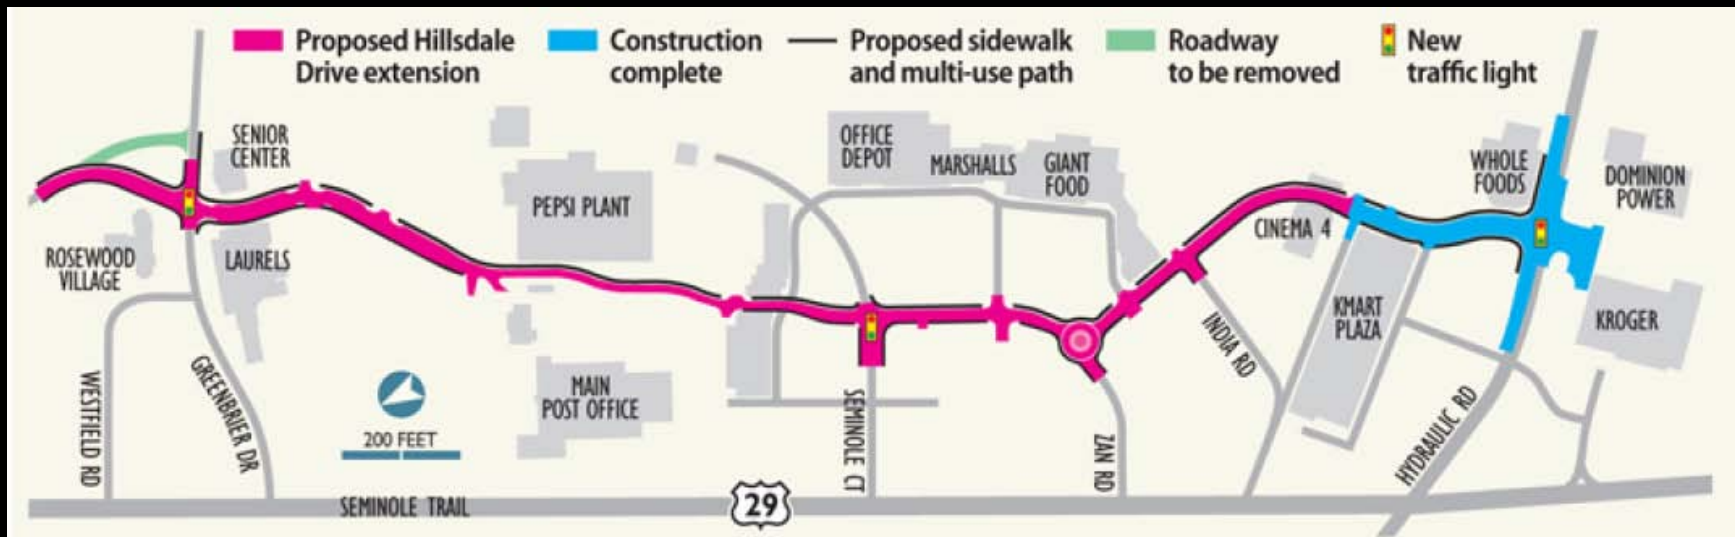 Proposed Hillsdale
Drive extension
Construction
complete
Proposed sidewalk
and multi-use path
Roadway
to be removed
New
traffic light
SENIOR
CENTER
PEPSI PLANT
OFFICE
DEPOT
MARSHALLS
GIANT
FOOD
WHOLE
FOODS
DOMINION
POWER
ROSEWOOD
VILLAGE
LAURELS
CINEMA 4
KMART
PLAZA
KROGER
INDIA RD
WESTFIELD RD
GREENBRIER DR
200 FEET
MAIN
POST OFFICE
SEMINOLE CT
ZAN RD
HYDRAULIC RD
SEMINOLE TRAIL
29